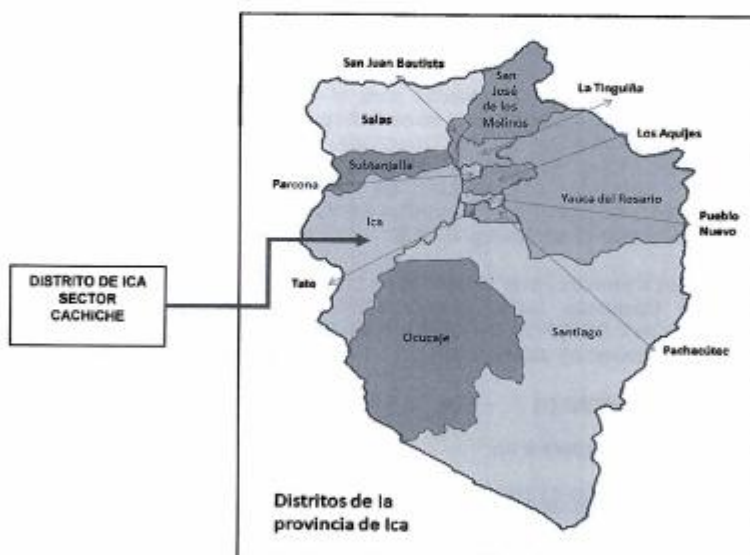 San Juan Bautista
San
José
de los
Molinos
La Tinguiña
Salas
Los Aquijes
Subtanjalla
Parcona
Yauca del Rosario
Ica
Pueblo
Nuevo
DISTRITO DE ICA
SECTOR
CACHICHE
Tate
Ocucaje
Santiago
Pachacútec
Distritos de la
provincia de Ica